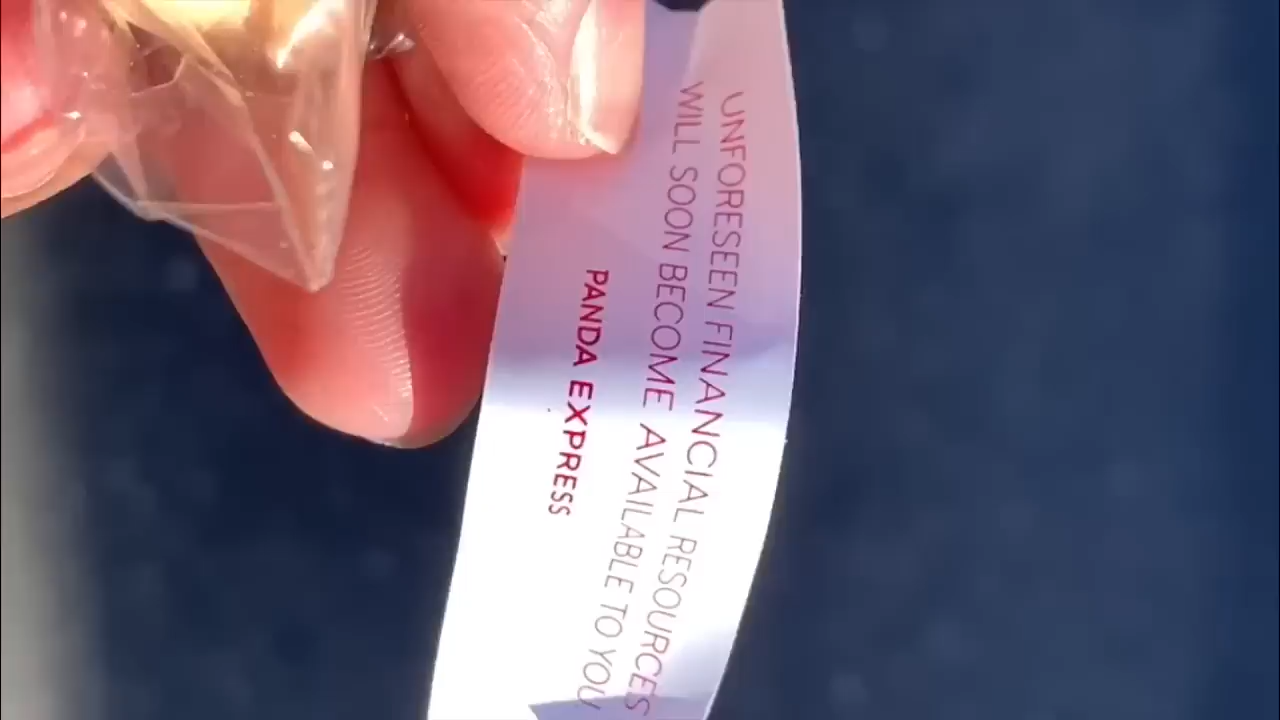 UNFORESEEN FINANCIAL RESOURCES
WILL SOON BECOME AVAILABLE TO YOU
PANDA EXPRESS